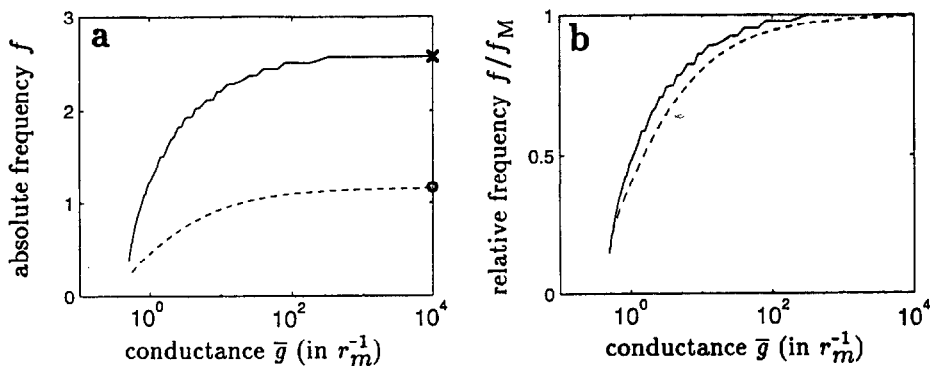 a
absolute frequency f
3
2
1
0
10^0
10^2
10^4
conductance g̅ (in r_m^-1)
b
relative frequency f/f_M
1
0.5
0
10^0
10^2
10^4
conductance g̅ (in r_m^-1)